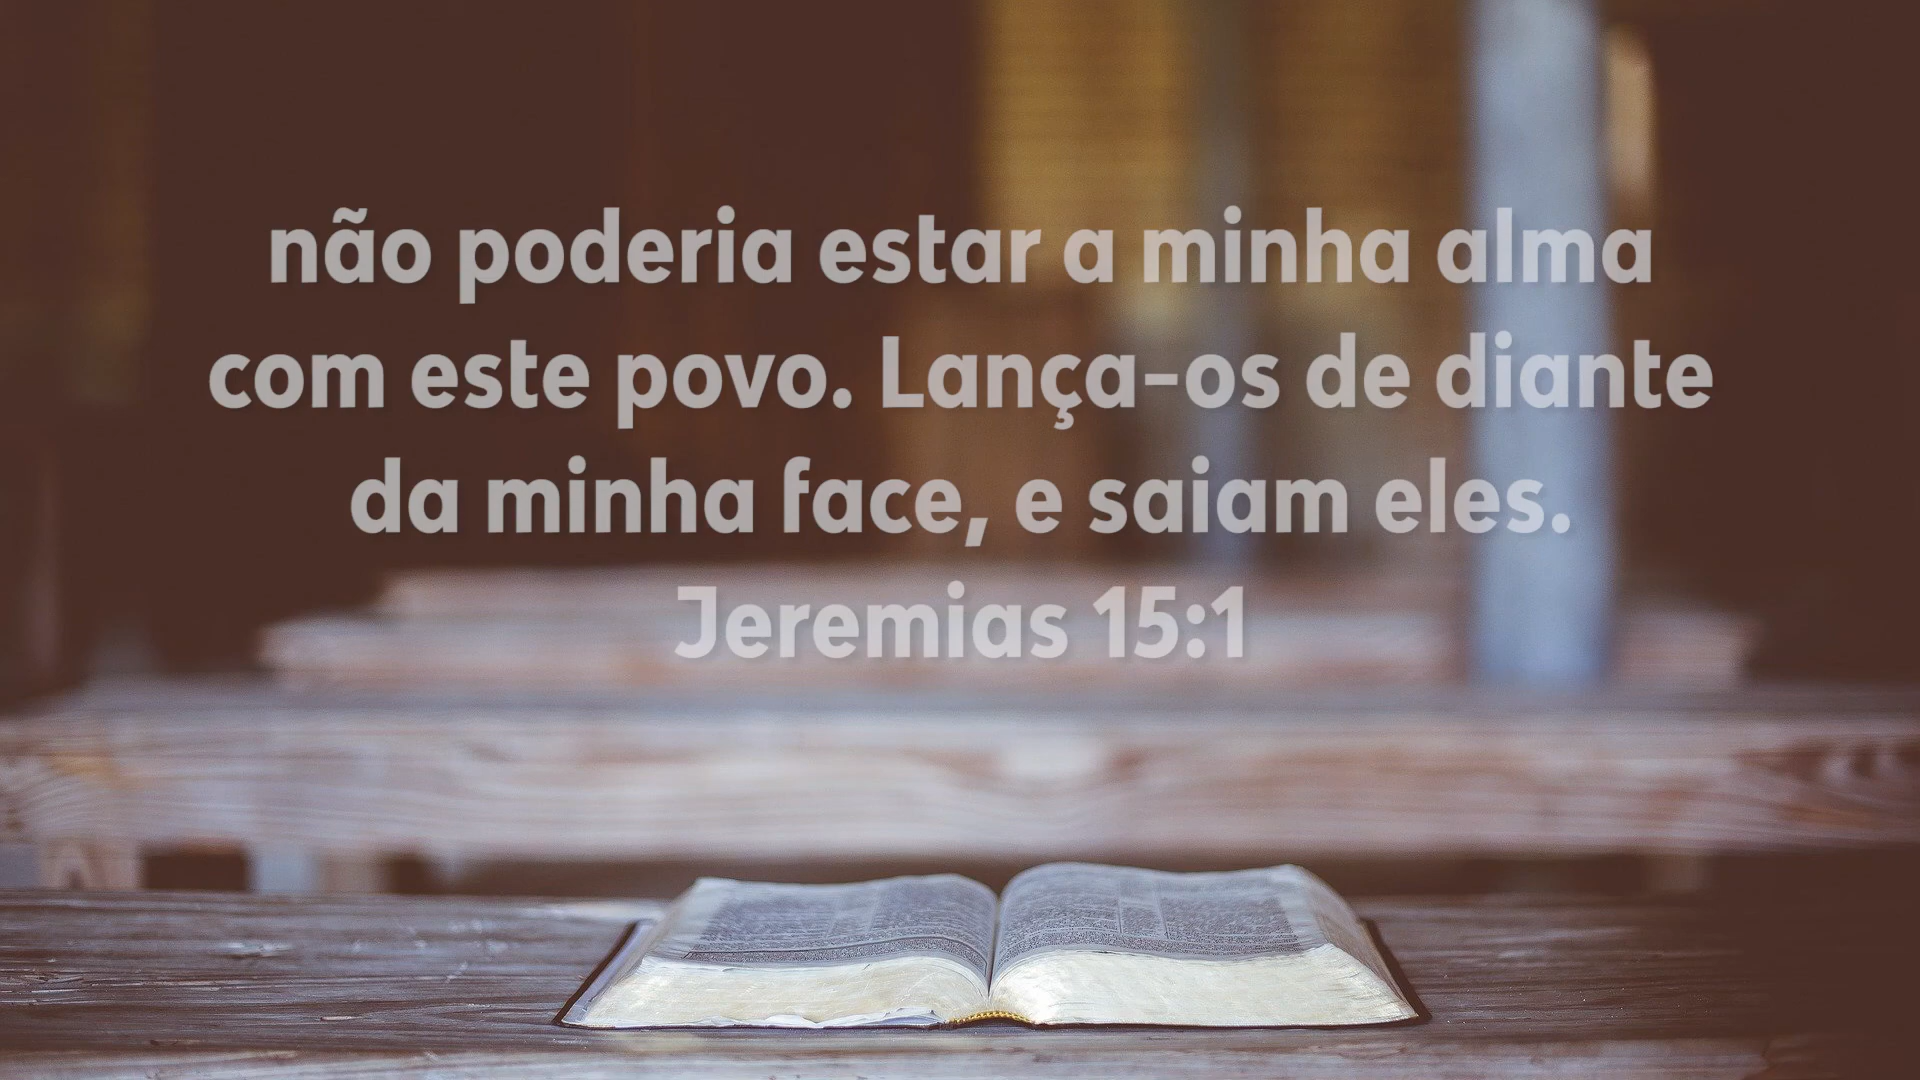 não poderia estar a minha alma
com este povo. Lança-os de diante
da minha face, e saiam eles.
Jeremias 15:1